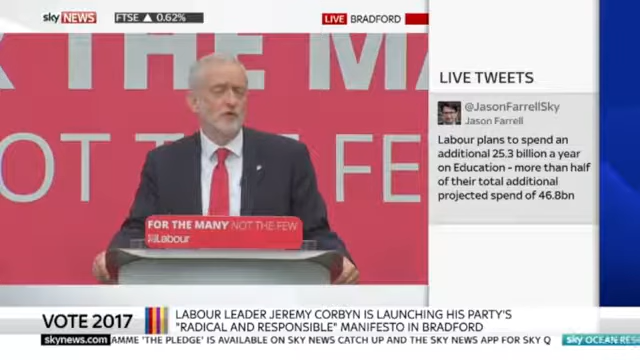 sky NEWS
FTSE ▲ 0.62%
LIVE BRADFORD
R THE MA
NOT THE FE
FOR THE MANY NOT THE FEW
Labour
LIVE TWEETS
@JasonFarrellSky
Jason Farrell
Labour plans to spend an
additional 25.3 billion a year
on Education - more than half
of their total additional
projected spend of 46.8bn
VOTE 2017
LABOUR LEADER JEREMY CORBYN IS LAUNCHING HIS PARTY'S
"RADICAL AND RESPONSIBLE" MANIFESTO IN BRADFORD
skynews.com
AMME 'THE PLEDGE' IS AVAILABLE ON SKY NEWS CATCH UP AND THE SKY NEWS APP FOR SKY Q
sky OCEAN RES